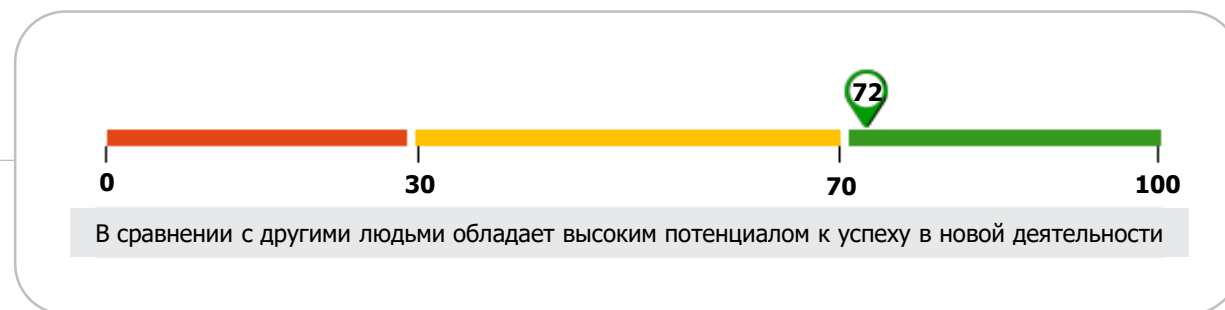 72
0 30 70 100
В сравнении с другими людьми обладает высоким потенциалом к успеху в новой деятельности